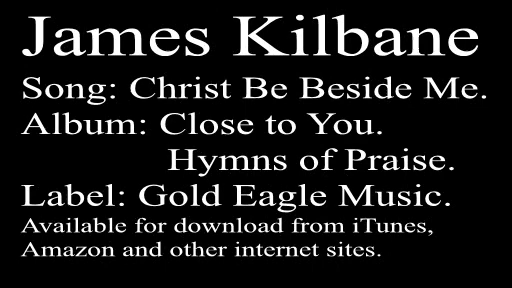 James Kilbane
Song: Christ Be Beside Me.
Album: Close to You.
Hymns of Praise.
Label: Gold Eagle Music.
Available for download from iTunes,
Amazon and other internet sites.